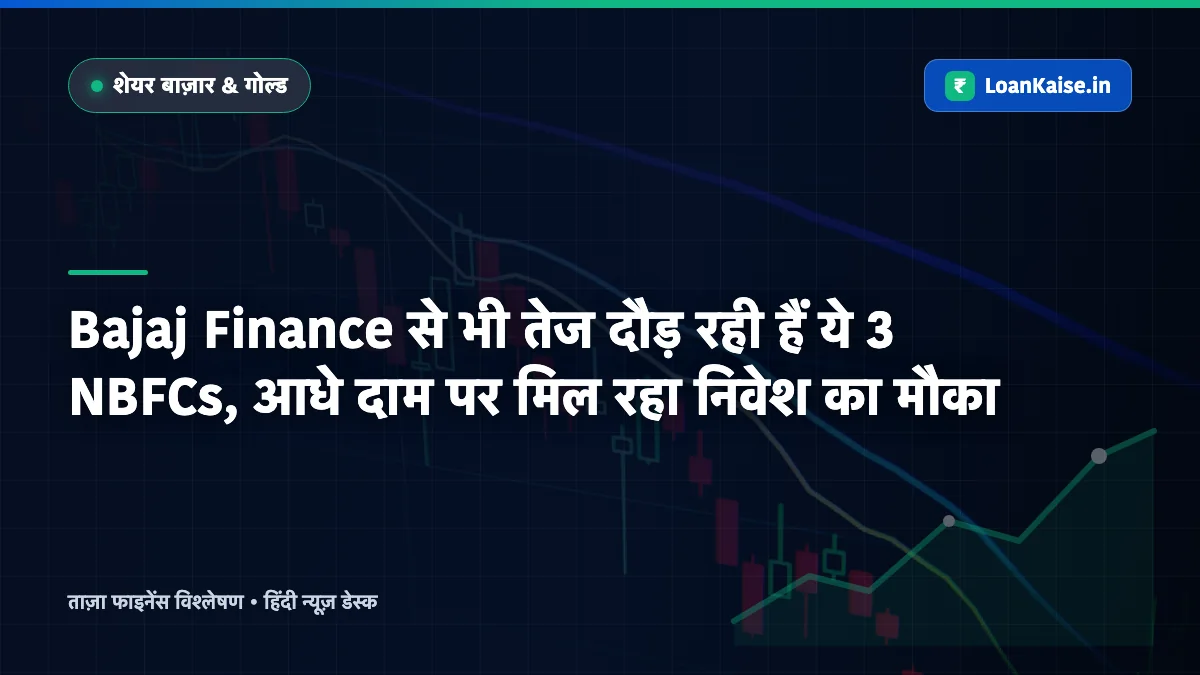 शेयर बाज़ार & गोल्ड
₹ LoanKaise.in
Bajaj Finance से भी तेज दौड़ रही हैं ये 3
NBFCs, आधे दाम पर मिल रहा निवेश का मौका
ताज़ा फाइनेंस विश्लेषण • हिंदी न्यूज़ डेस्क